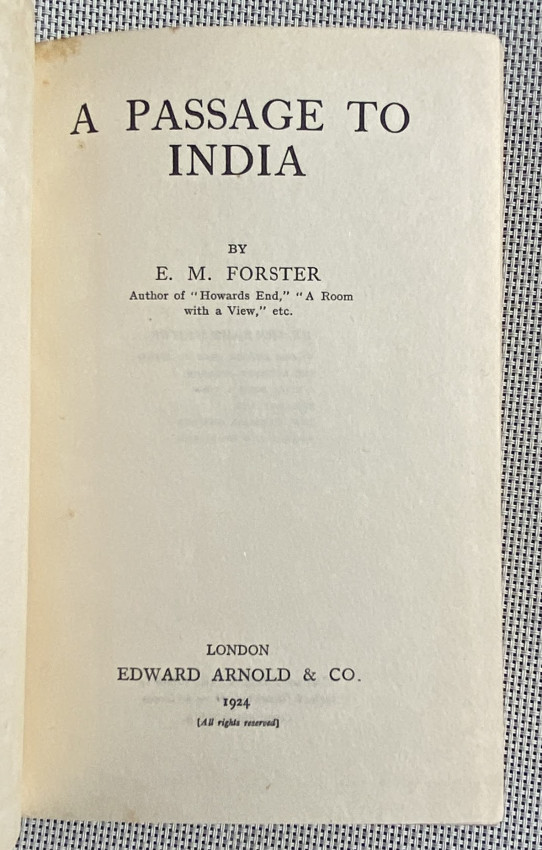 A PASSAGE TO
INDIA
BY
E. M. FORSTER
Author of "Howards End," "A Room
with a View," etc.
LONDON
EDWARD ARNOLD & CO.
1924
[All rights reserved]